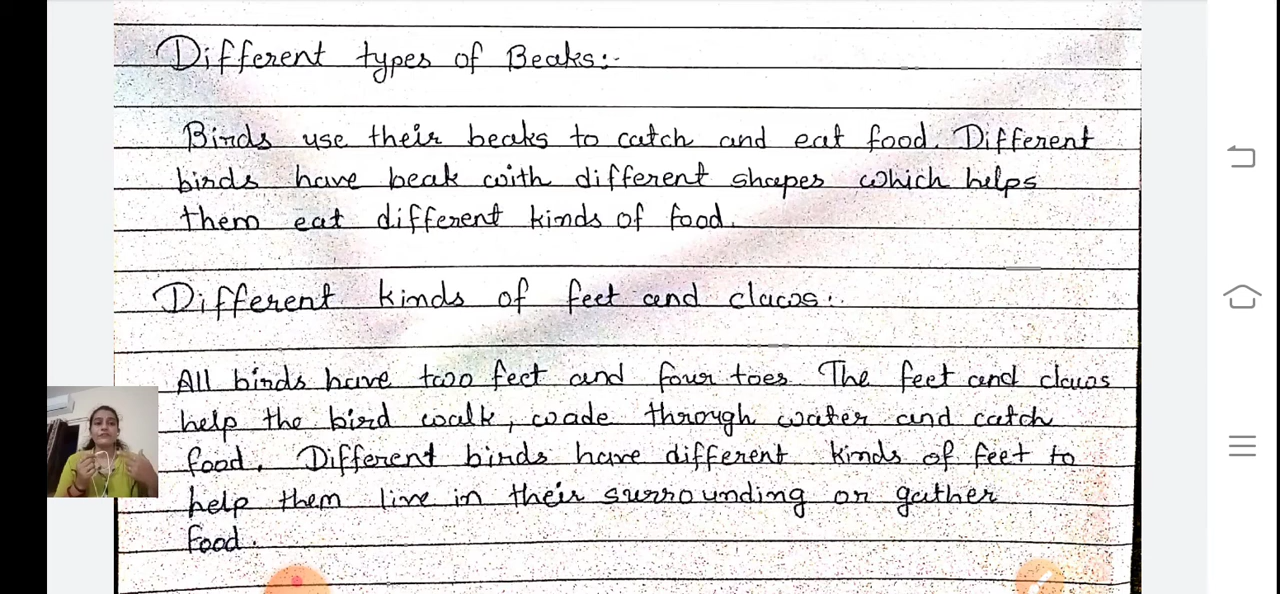 Different types of Beaks:-
Birds use their beaks to catch and eat food. Different
birds have beak with different shapes which helps
them eat different kinds of food.
Different kinds of feet and claws:-
All birds have two feet and four toes. The feet and claws
help the bird walk, wade through water and catch
food. Different birds have different kinds of feet to
help them live in their surrounding or gather
food.